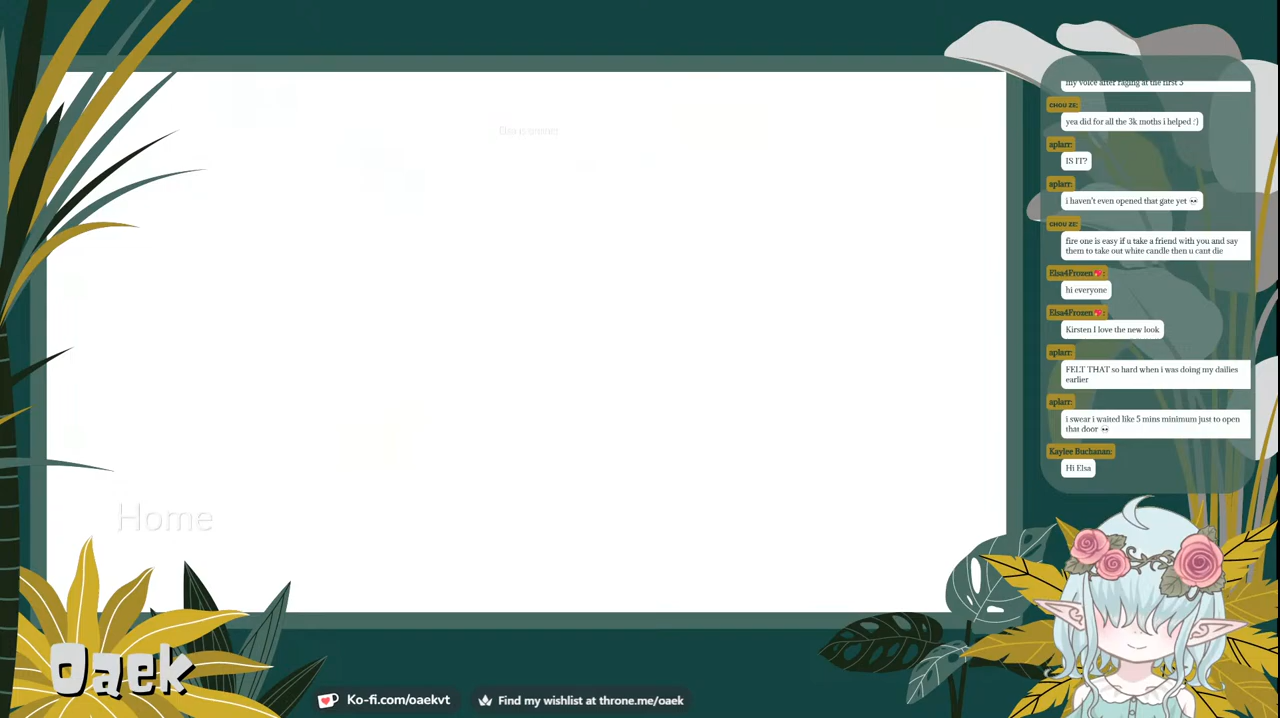 my voice after raging at the first 3
CHOU ZE:
yea did for all the 3k moths i helped :')
aplarr:
IS IT?
aplarr:
i haven't even opened that gate yet 💀
CHOU ZE:
fire one is easy if u take a friend with you and say
them to take out white candle then u cant die
Elsa4Frozen💖:
hi everyone
Elsa4Frozen💖:
Kirsten I love the new look
aplarr:
FELT THAT so hard when i was doing my dailies
earlier
aplarr:
i swear i waited like 5 mins minimum just to open
that door 💀
Kaylee Buchanan:
Hi Elsa
Home
Oaek
Ko-fi.com/oaekvt
Find my wishlist at throne.me/oaek